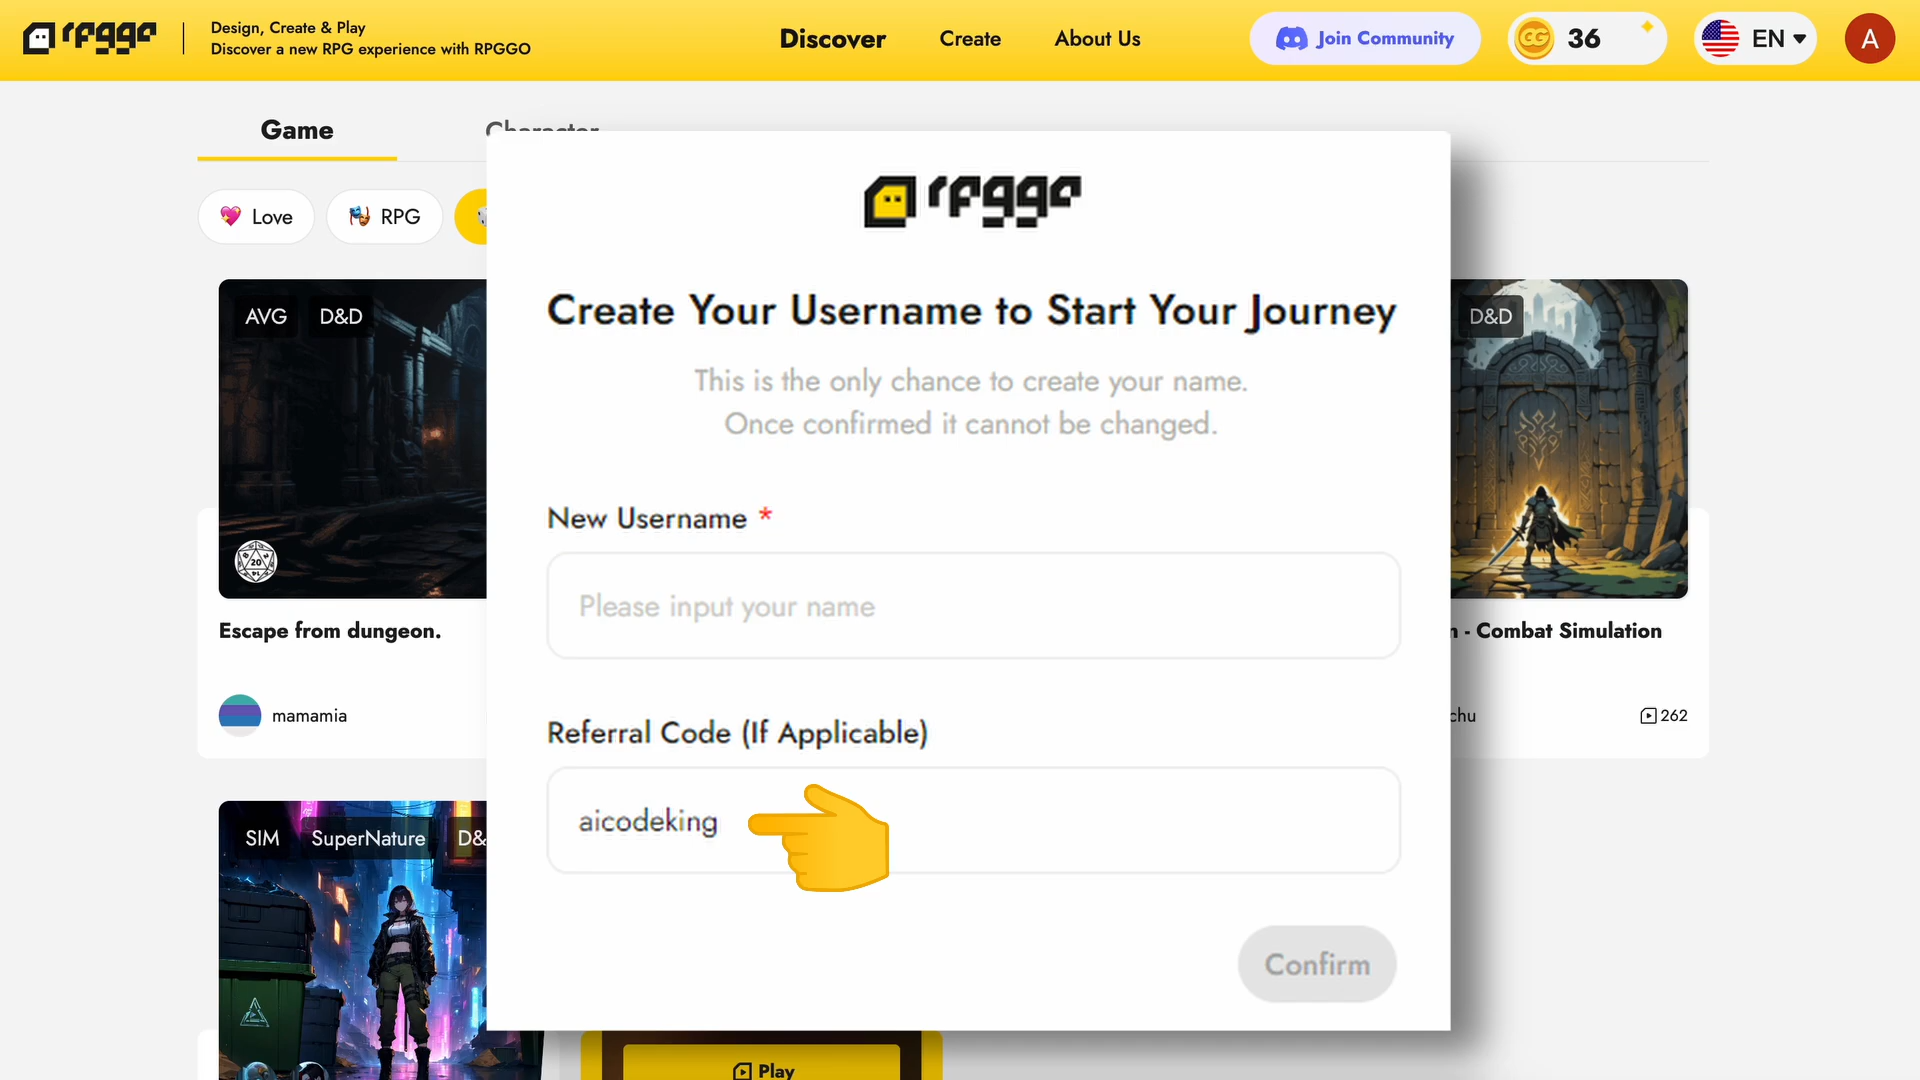 rpggo
Design, Create & Play
Discover a new RPG experience with RPGGO
Discover
Create
About Us
Join Community
GG
36
EN
A
Game
Character
Love
RPG
rpggo
Create Your Username to Start Your Journey
This is the only chance to create your name.
Once confirmed it cannot be changed.
New Username *
Please input your name
Referral Code (If Applicable)
aicodeking
Confirm
AVG
D&D
20
Escape from dungeon.
mamamia
D&D
n - Combat Simulation
chu
262
SIM
SuperNature
D&
Play